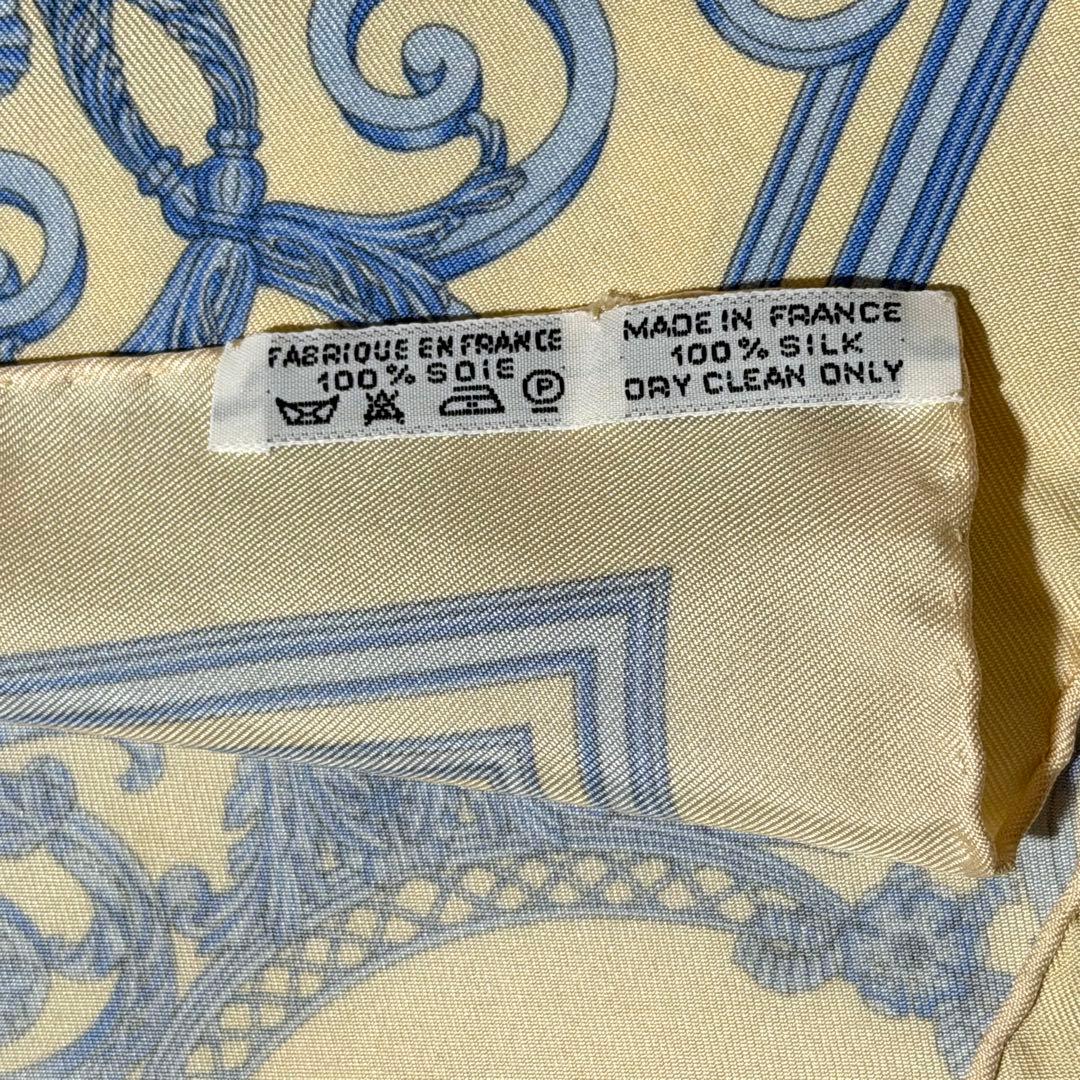 FABRIQUE EN FRANCE
100% SOIE
P
MADE IN FRANCE
100% SILK
DRY CLEAN ONLY